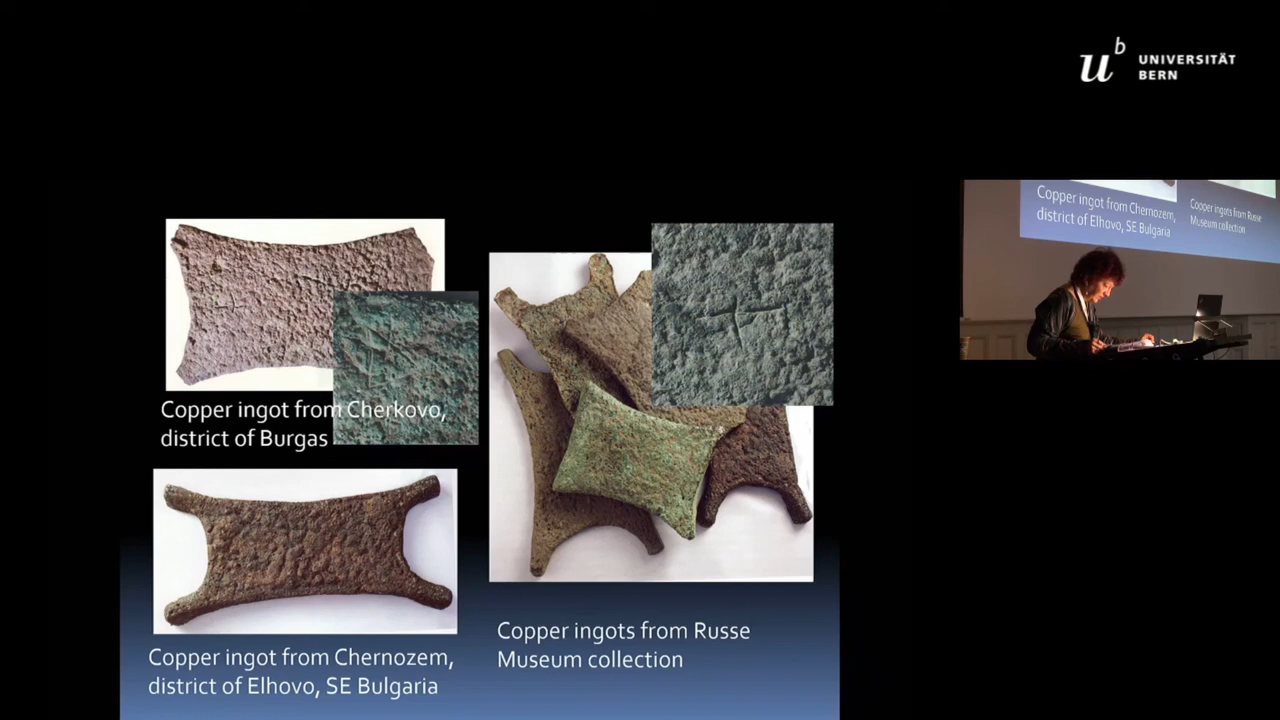 u^b UNIVERSITÄT
BERN
Copper ingot from Cherkovo,
district of Burgas
Copper ingot from Chernozem,
district of Elhovo, SE Bulgaria
Copper ingots from Russe
Museum collection
Copper ingot from Chernozem,
district of Elhovo, SE Bulgaria
Copper ingots from Russe
Museum collection